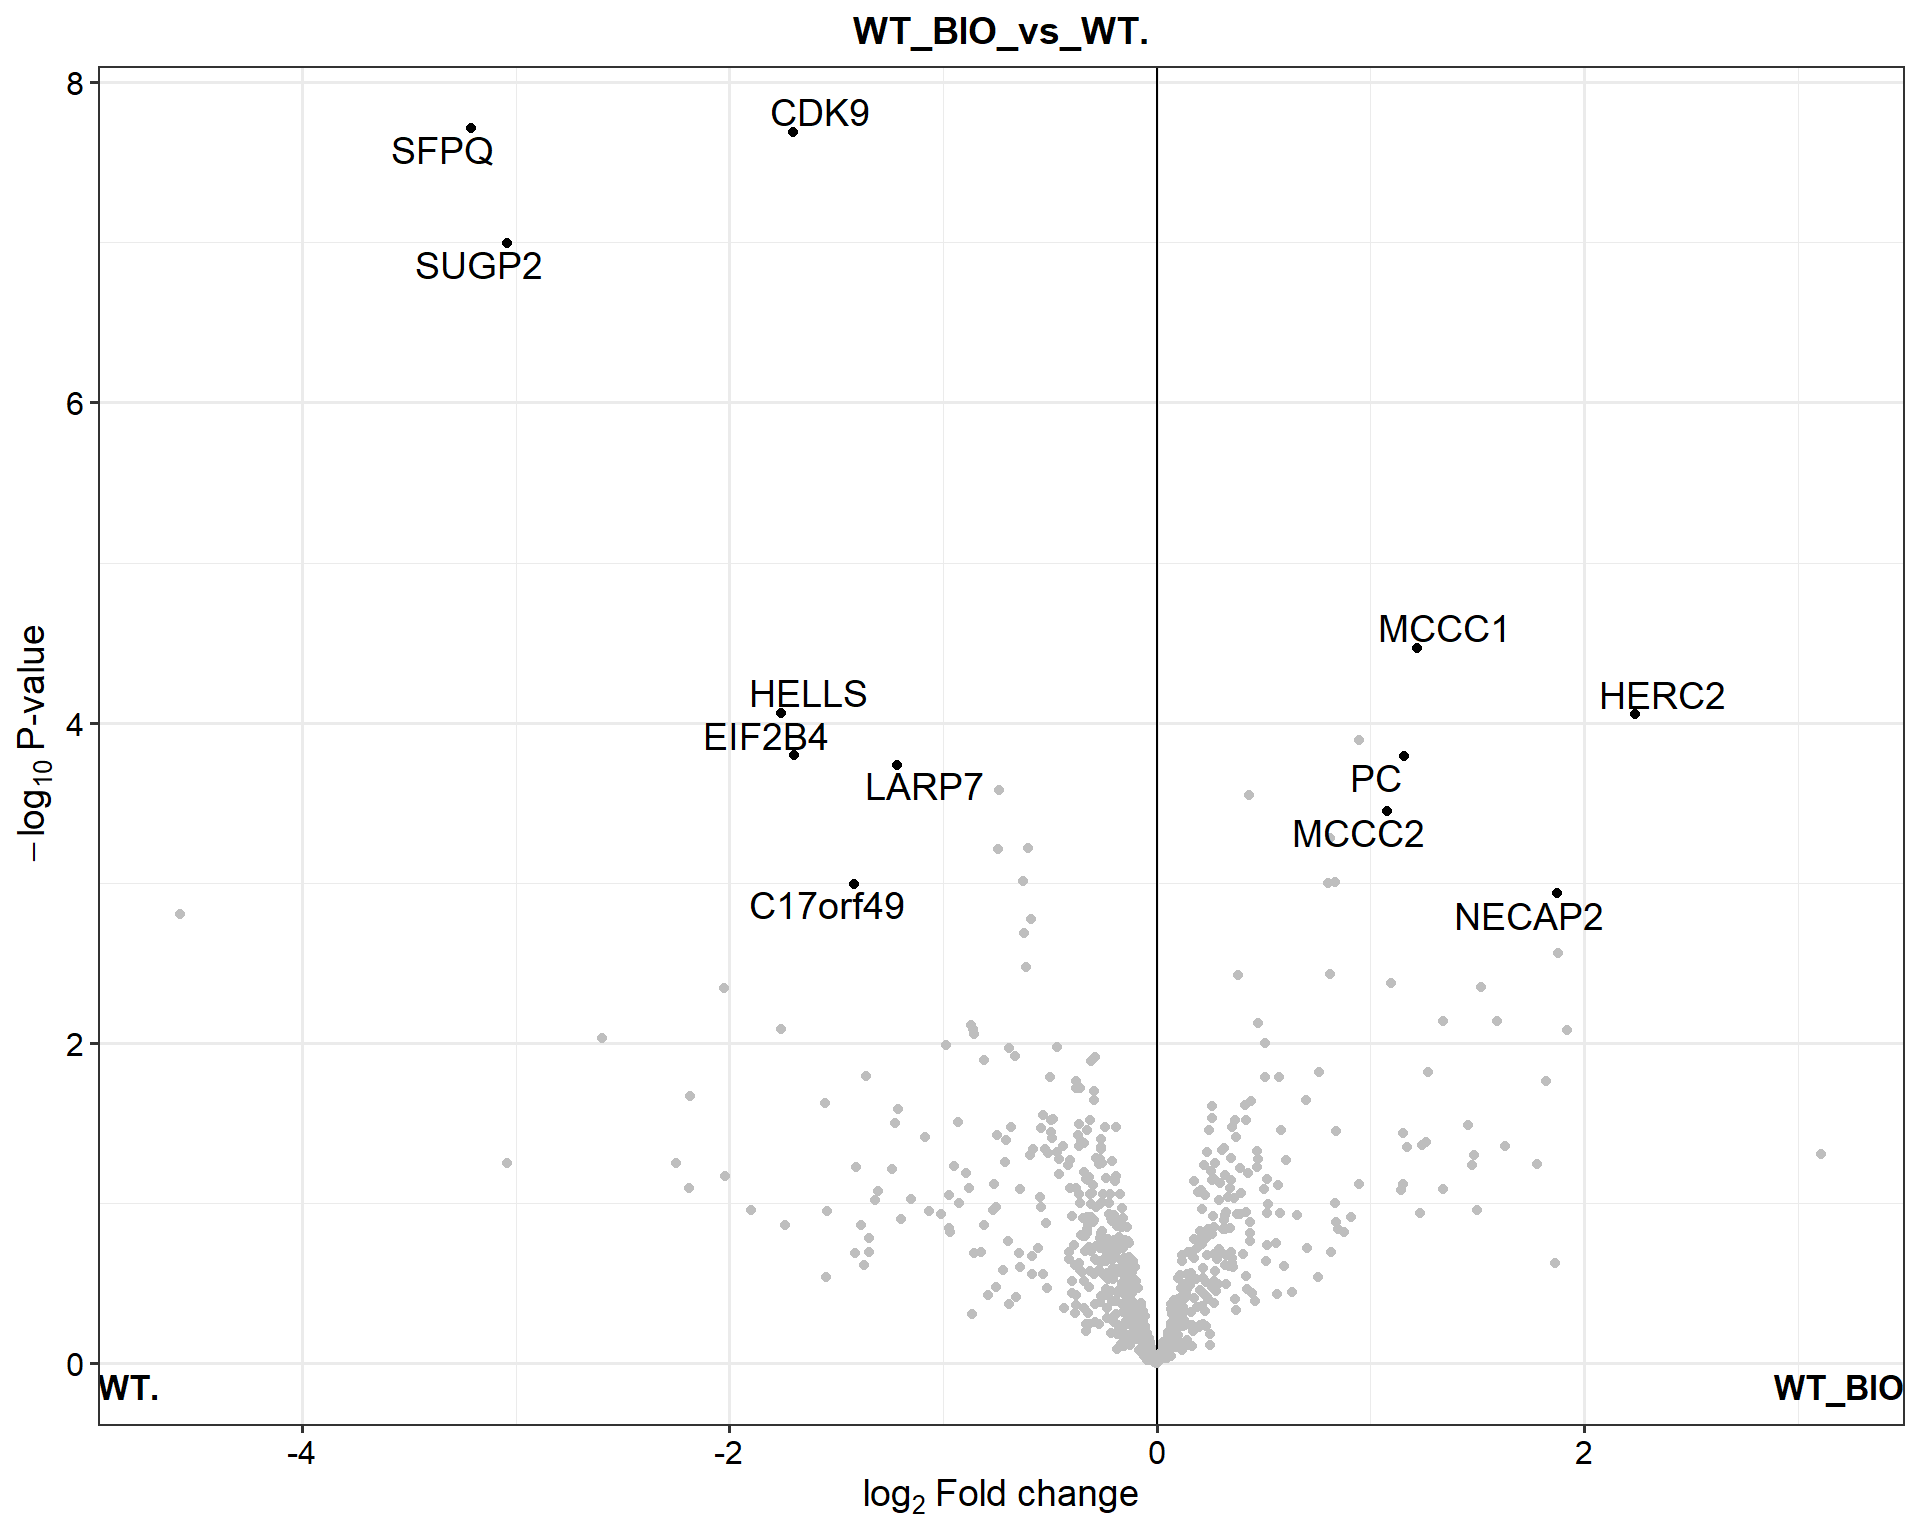 WT_BIO_vs_WT.
8
CDK9
SFPQ
SUGP2
6
MCCC1
HELLS
HERC2
4
EIF2B4
PC
LARP7
MCCC2
C17orf49
NECAP2
2
0
WT.
WT_BIO
-4
-2
0
2
log₂ Fold change
−log₁₀ P-value